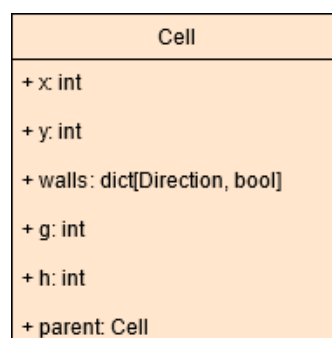 Cell
+ x: int
+ y: int
+ walls: dict[Direction, bool]
+ g: int
+ h: int
+ parent: Cell